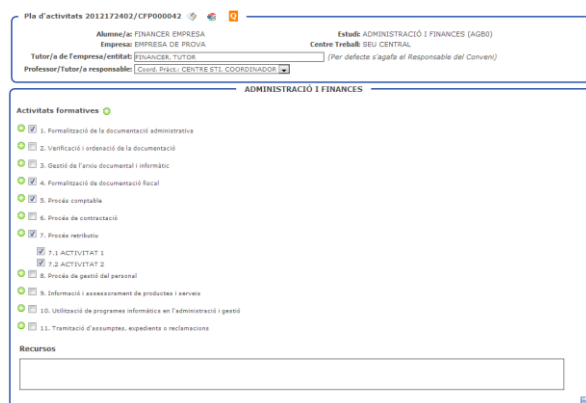 Pla d'activitats 2012172402/CFP000042
Alumne/a: FINANCER EMPRESA Estudi: ADMINISTRACIÓ I FINANCES (AGB0)
Empresa: EMPRESA DE PROVA Centre Treball: SEU CENTRAL
Tutor/a de l'empresa/entitat: FINANCER, TUTOR (Per defecte s'agafa el Responsable del Conveni)
Professor/Tutor/a responsable: Coord. Pràct.: CENTRE STI, COORDINADOR
ADMINISTRACIÓ I FINANCES
Activitats formatives
1. Formalització de la documentació administrativa
2. Verificació i ordenació de la documentació
3. Gestió de l'arxiu documental i informàtic
4. Formalització de documentació fiscal
5. Procés comptable
6. Procés de contractació
7. Procés retributiu
7.1 ACTIVITAT 1
7.2 ACTIVITAT 2
8. Procés de gestió del personal
9. Informació i assessorament de productes i serveis
10. Utilització de programes informàtics en l'administració i gestió
11. Tramitació d'assumptes, expedients o reclamacions
Recursos